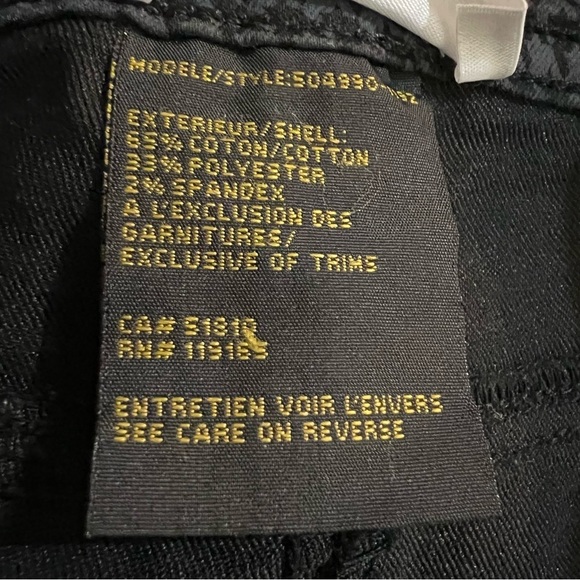 MODELE/STYLE:504990
EXTERIEUR/SHELL:
65% COTON/COTTON
33% POLYESTER
2% SPANDEX
A L'EXCLUSION DES
GARNITURES/
EXCLUSIVE OF TRIMS
CA#
RN#
ENTRETIEN VOIR L'ENVERS
SEE CARE ON REVERSE